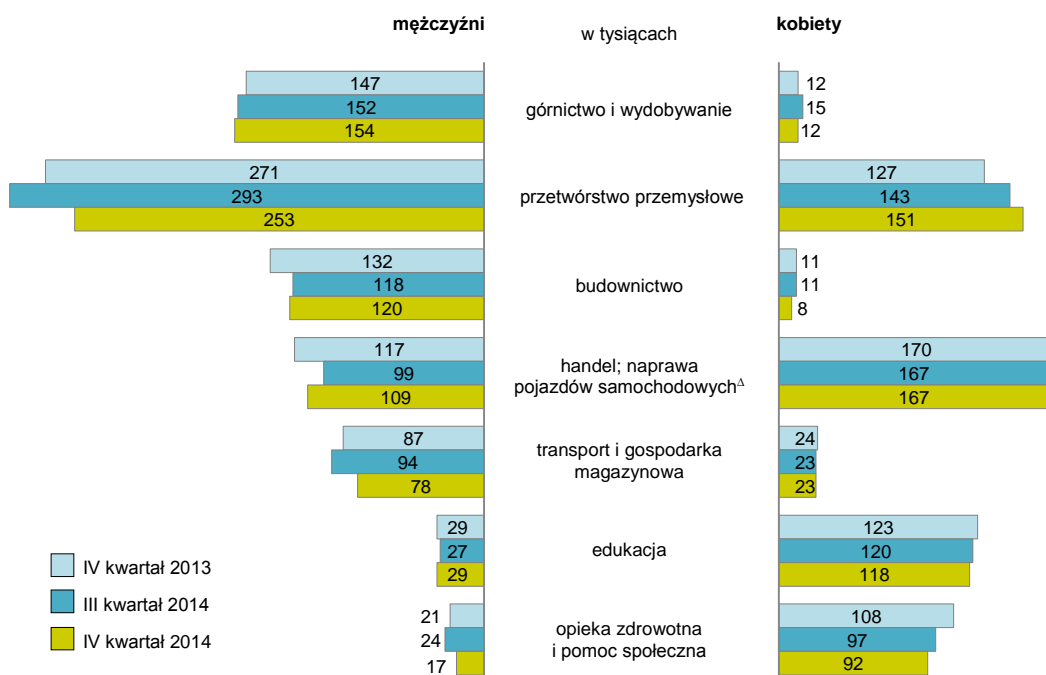 mężczyźni
w tysiącach
kobiety
147
152
154
górnictwo i wydobywanie
12
15
12
271
293
253
przetwórstwo przemysłowe
127
143
151
132
118
120
budownictwo
11
11
8
117
99
109
handel; naprawa
pojazdów samochodowych^Δ
170
167
167
87
94
78
transport i gospodarka
magazynowa
24
23
23
29
27
29
edukacja
123
120
118
21
24
17
opieka zdrowotna
i pomoc społeczna
108
97
92
IV kwartał 2013
III kwartał 2014
IV kwartał 2014